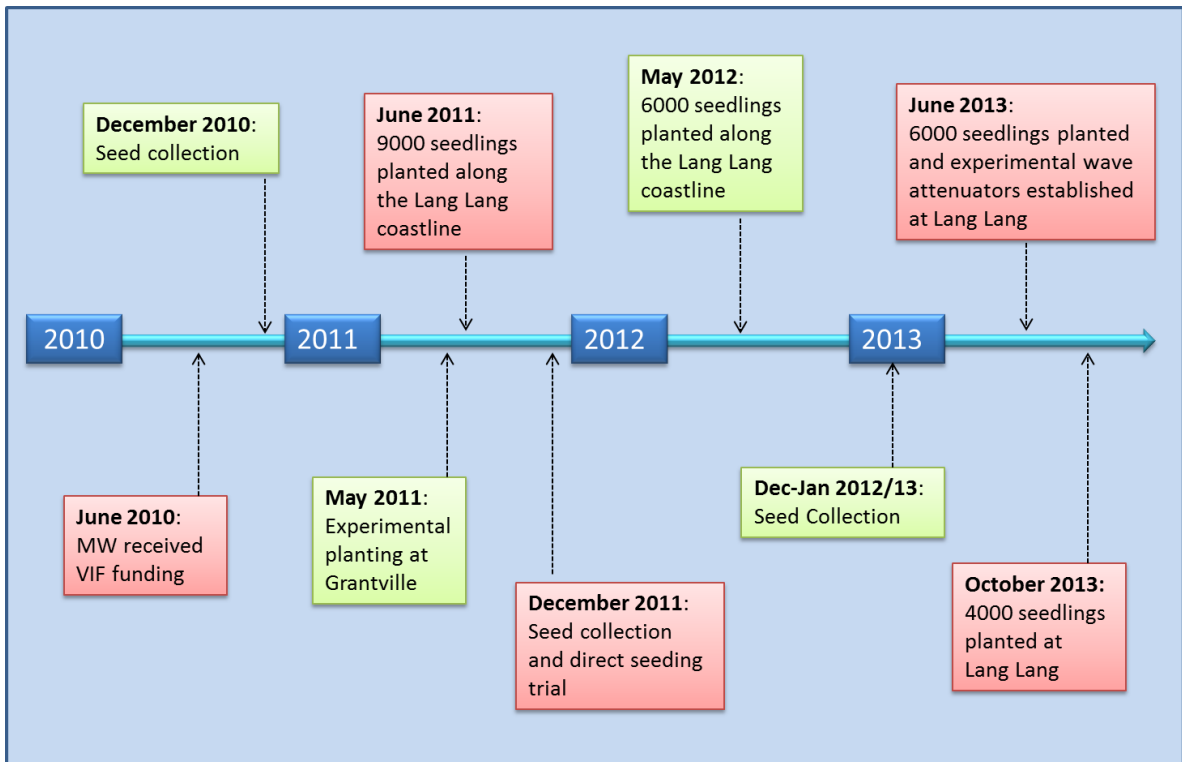 December 2010:
Seed collection
June 2011:
9000 seedlings
planted along
the Lang Lang
coastline
May 2012:
6000 seedlings
planted along
the Lang Lang
coastline
June 2013:
6000 seedlings planted
and experimental wave
attenuators established
at Lang Lang
2010
2011
2012
2013
June 2010:
MW received
VIF funding
May 2011:
Experimental
planting at
Grantville
December 2011:
Seed collection
and direct seeding
trial
Dec-Jan 2012/13:
Seed Collection
October 2013:
4000 seedlings
planted at
Lang Lang